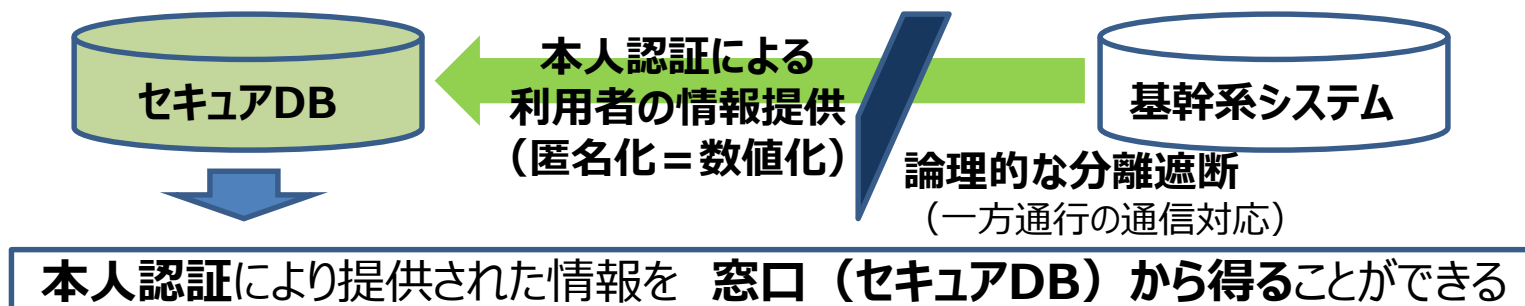 セキュアDB
本人認証による
利用者の情報提供
（匿名化＝数値化）
基幹系システム
論理的な分離遮断
（一方通行の通信対応）
本人認証により提供された情報を 窓口（セキュアDB）から得ることができる